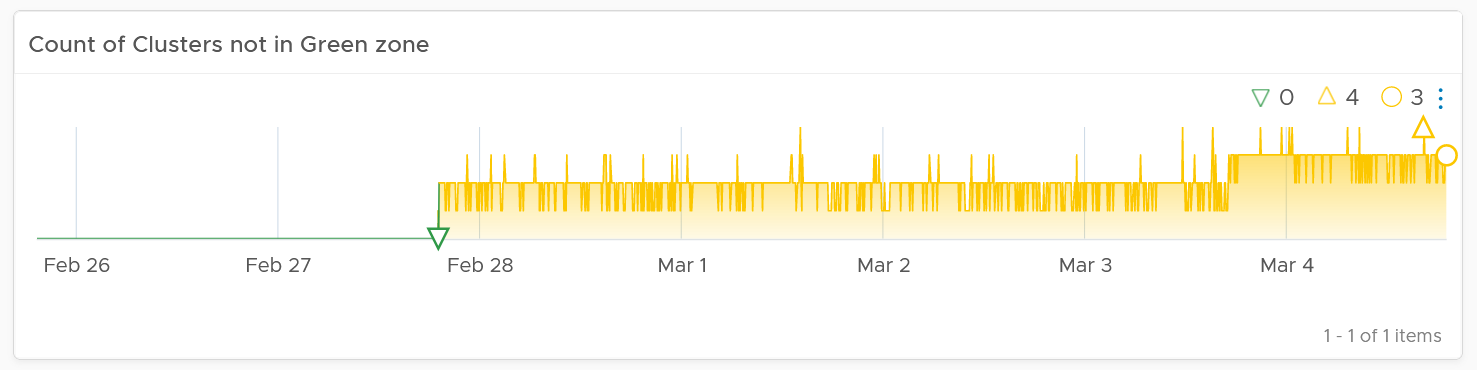 Count of Clusters not in Green zone
0 4 3
Feb 26 Feb 27 Feb 28 Mar 1 Mar 2 Mar 3 Mar 4
1 - 1 of 1 items